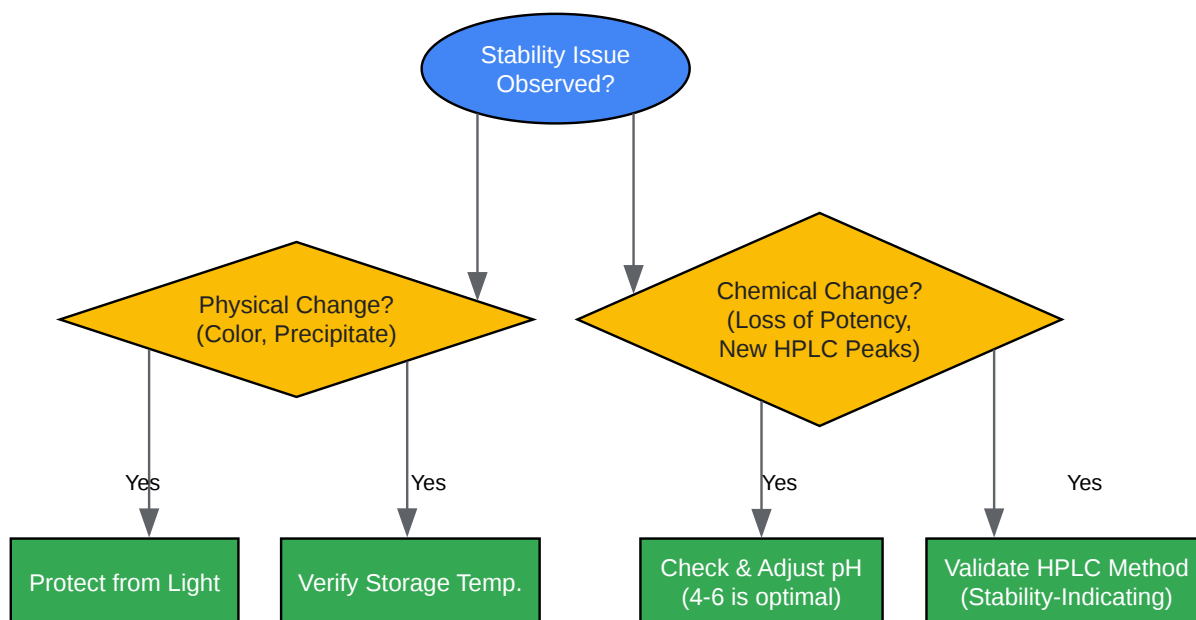 Stability Issue
Observed?
Physical Change?
(Color, Precipitate)
Chemical Change?
(Loss of Potency,
New HPLC Peaks)
Yes
Yes
Yes
Yes
Protect from Light
Verify Storage Temp.
Check & Adjust pH
(4-6 is optimal)
Validate HPLC Method
(Stability-Indicating)